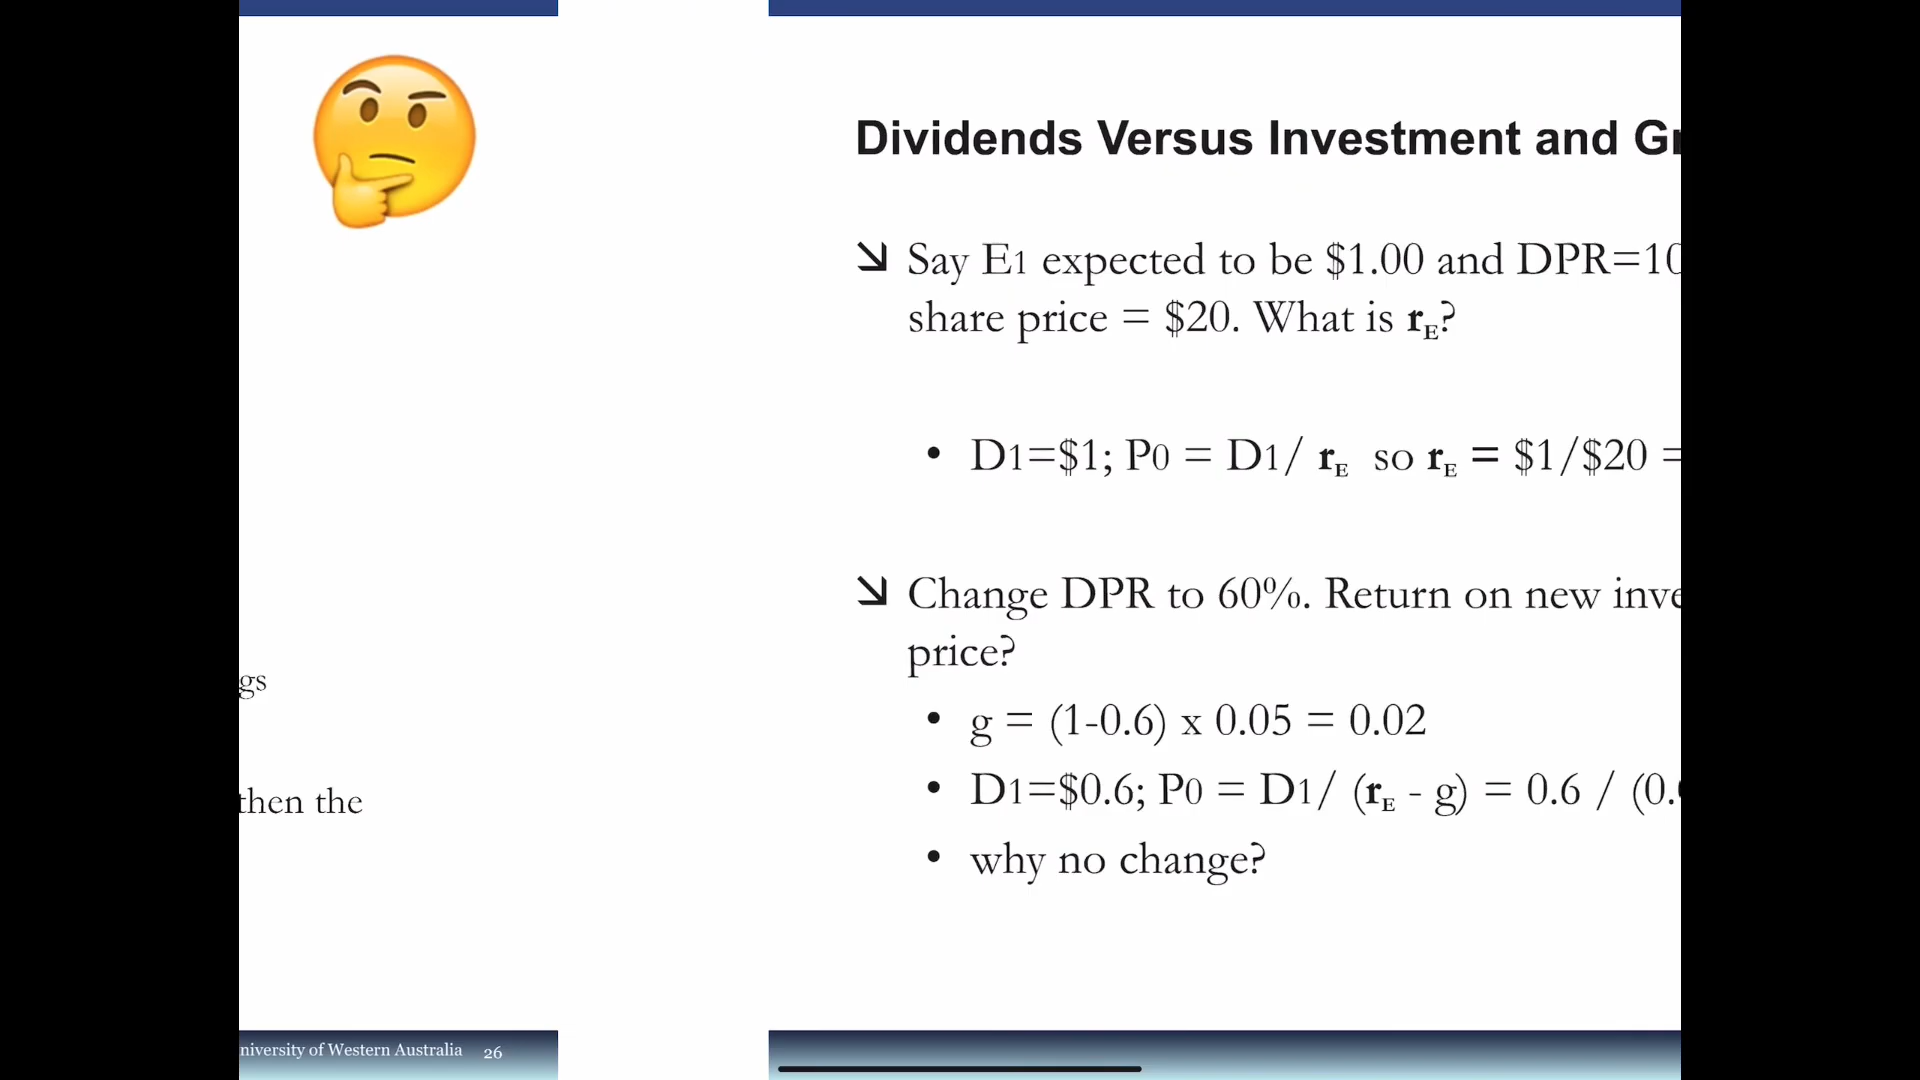 gs
then the
niversity of Western Australia 26
Dividends Versus Investment and Gr
Say E1 expected to be $1.00 and DPR=10
share price = $20. What is rE?
• D1=$1; P0 = D1/ rE so rE = $1/$20 =
Change DPR to 60%. Return on new inve
price?
• g = (1-0.6) x 0.05 = 0.02
• D1=$0.6; P0 = D1/ (rE - g) = 0.6 / (0.
• why no change?